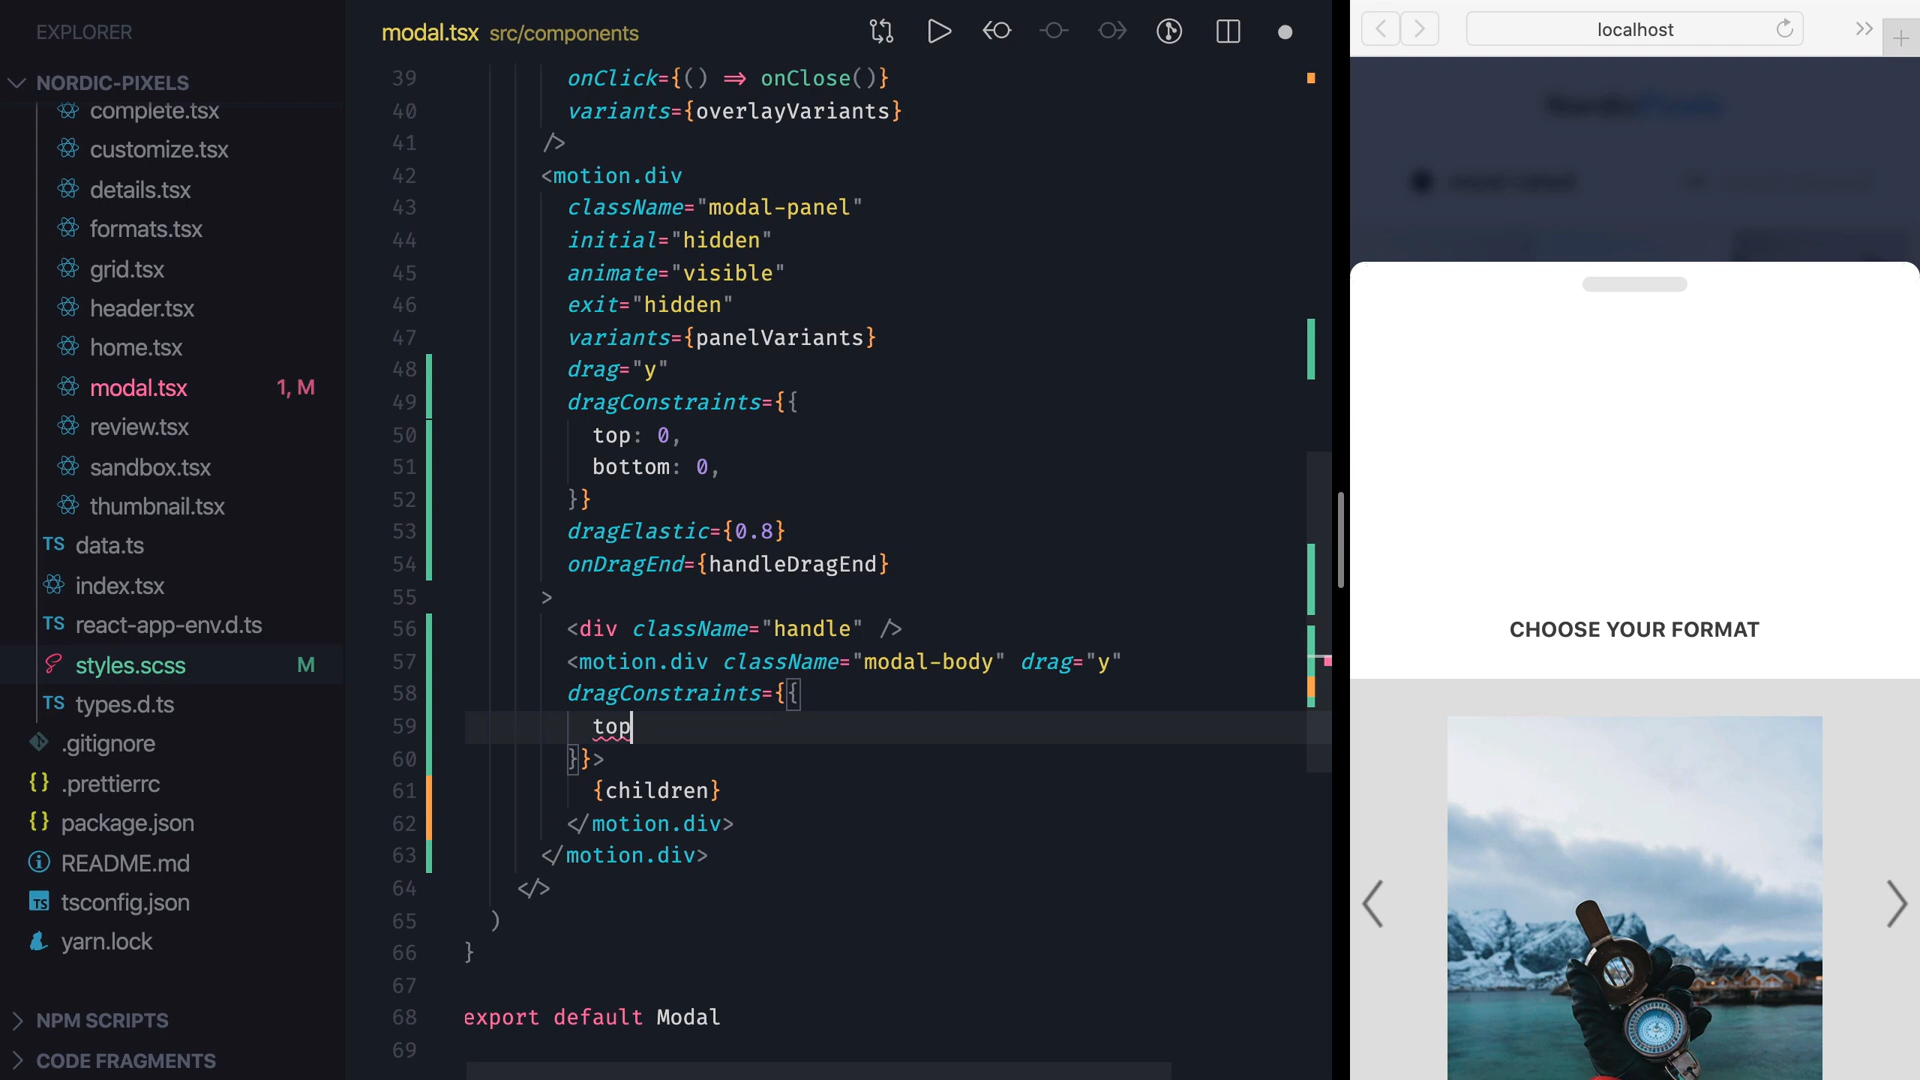 EXPLORER
NORDIC-PIXELS
complete.tsx
customize.tsx
details.tsx
formats.tsx
grid.tsx
header.tsx
home.tsx
modal.tsx 1, M
review.tsx
sandbox.tsx
thumbnail.tsx
TS data.ts
index.tsx
TS react-app-env.d.ts
styles.scss M
TS types.d.ts
.gitignore
{} .prettierrc
{} package.json
README.md
TS tsconfig.json
yarn.lock
NPM SCRIPTS
CODE FRAGMENTS
modal.tsx src/components
39 onClick={() => onClose()}
40 variants={overlayVariants}
41 />
42 <motion.div
43 className="modal-panel"
44 initial="hidden"
45 animate="visible"
46 exit="hidden"
47 variants={panelVariants}
48 drag="y"
49 dragConstraints={{
50 top: 0,
51 bottom: 0,
52 }}
53 dragElastic={0.8}
54 onDragEnd={handleDragEnd}
55 >
56 <div className="handle" />
57 <motion.div className="modal-body" drag="y"
58 dragConstraints={{
59 top
60 }}>
61 {children}
62 </motion.div>
63 </motion.div>
64 </>
65 )
66 }
67
68 export default Modal
69
localhost
CHOOSE YOUR FORMAT